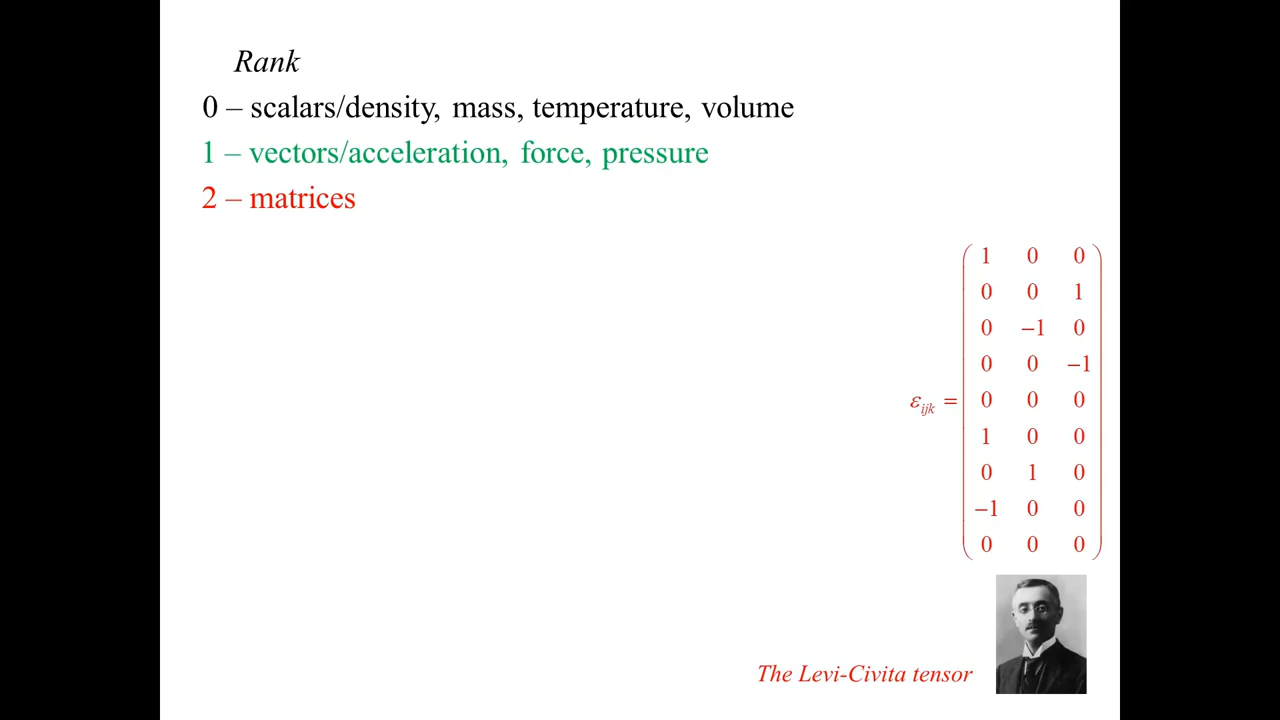 Rank
0 – scalars/density, mass, temperature, volume
1 – vectors/acceleration, force, pressure
2 – matrices
1 0 0
0 0 1
0 −1 0
0 0 −1
ε_ijk = 0 0 0
1 0 0
0 1 0
−1 0 0
0 0 0
The Levi-Civita tensor